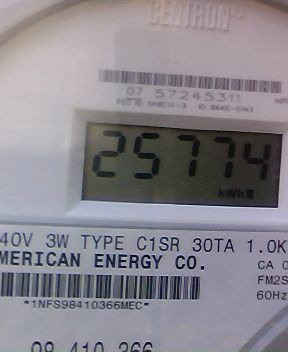 CENTRON®
07 57245311
25774
kWh
40V 3W TYPE C1SR 30TA 1.0K
MERICAN ENERGY CO.
CA 0
FM2S
60Hz
*1NFS98410366MEC*
98 410 366